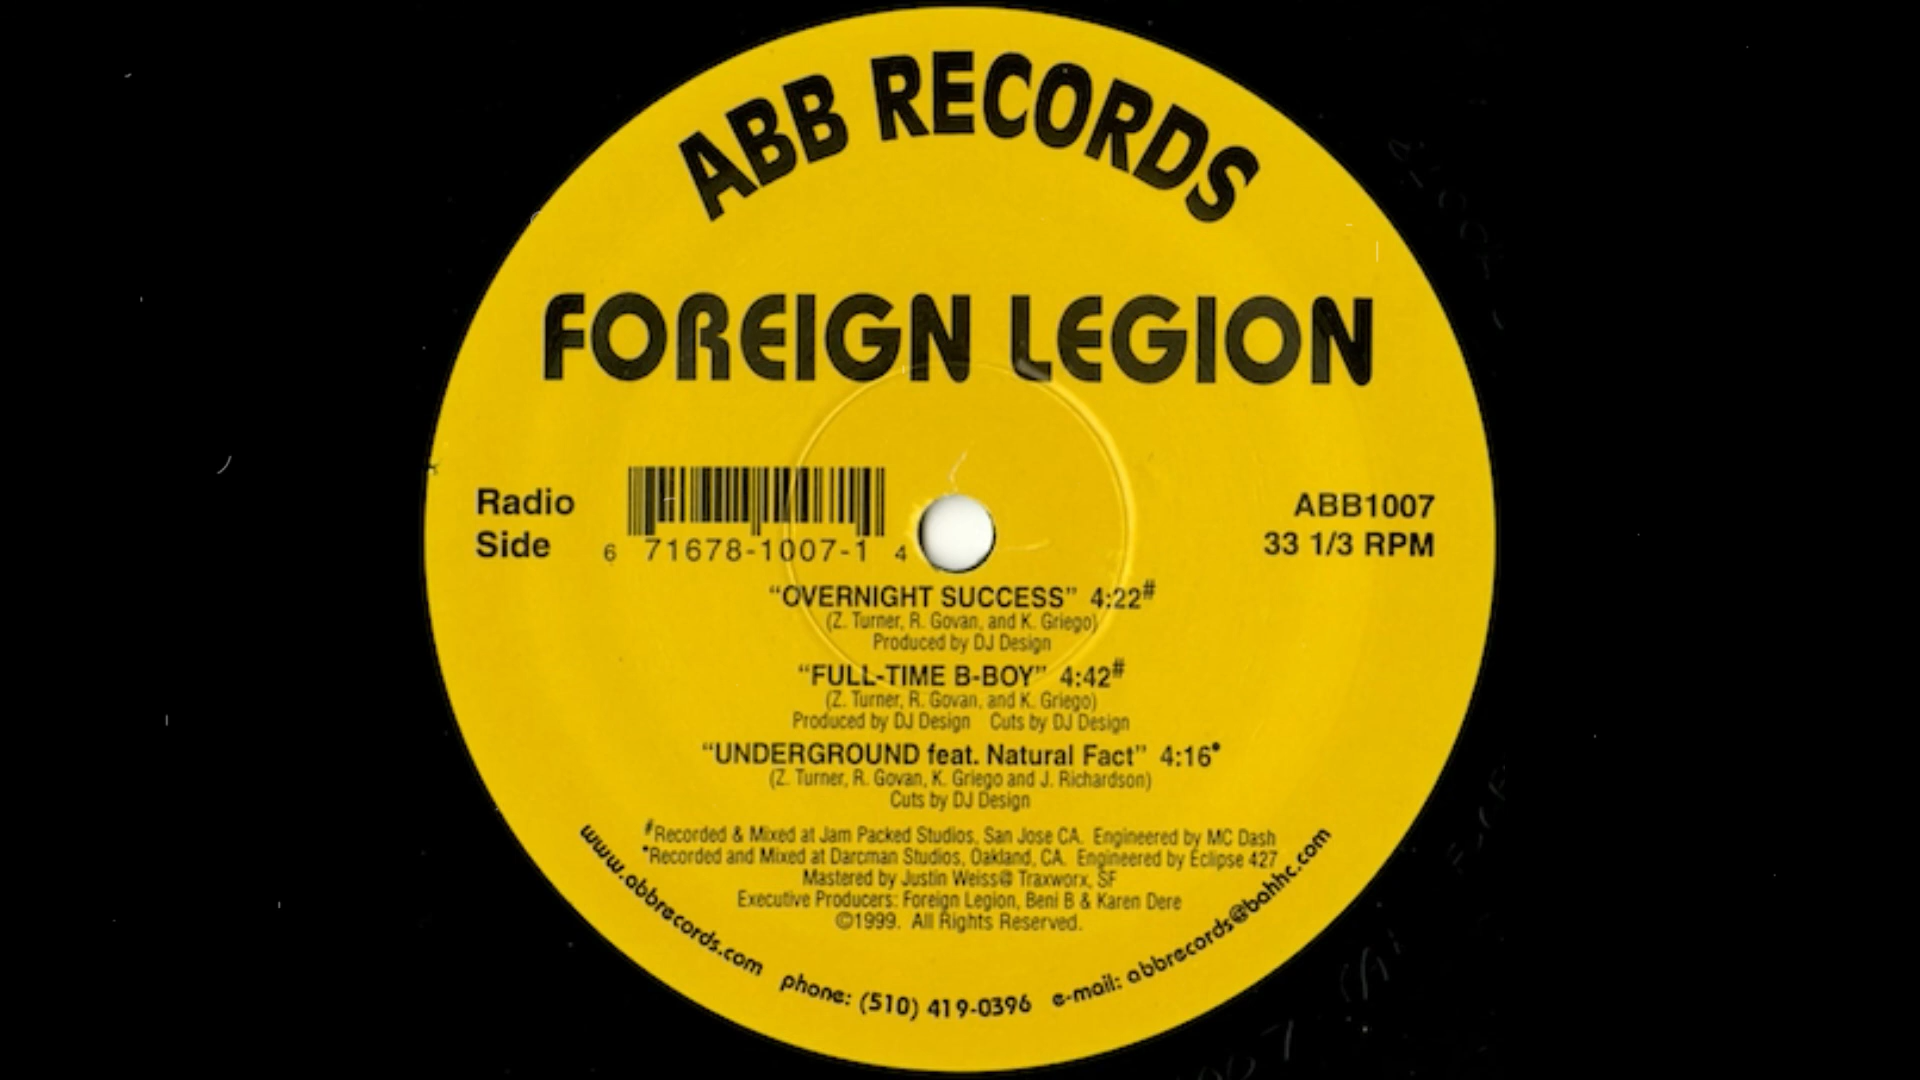 ABB RECORDS
FOREIGN LEGION
Radio
Side
6 71678-1007-1 4
ABB1007
33 1/3 RPM
“OVERNIGHT SUCCESS” 4:22#
(Z. Turner, R. Govan, and K. Griego)
Produced by DJ Design
“FULL-TIME B-BOY” 4:42#
(Z. Turner, R. Govan, and K. Griego)
Produced by DJ Design Cuts by DJ Design
“UNDERGROUND feat. Natural Fact” 4:16•
(Z. Turner, R. Govan, K. Griego and J. Richardson)
Cuts by DJ Design
#Recorded & Mixed at Jam Packed Studios, San Jose CA. Engineered by MC Dash
•Recorded and Mixed at Darcman Studios, Oakland, CA. Engineered by Eclipse 427
Mastered by Justin Weiss@ Traxworx, SF
Executive Producers: Foreign Legion, Beni B & Karen Dere
©1999. All Rights Reserved.
www.abbrecords.com phone: (510) 419-0396 e-mail: abbrecords@bahhc.com